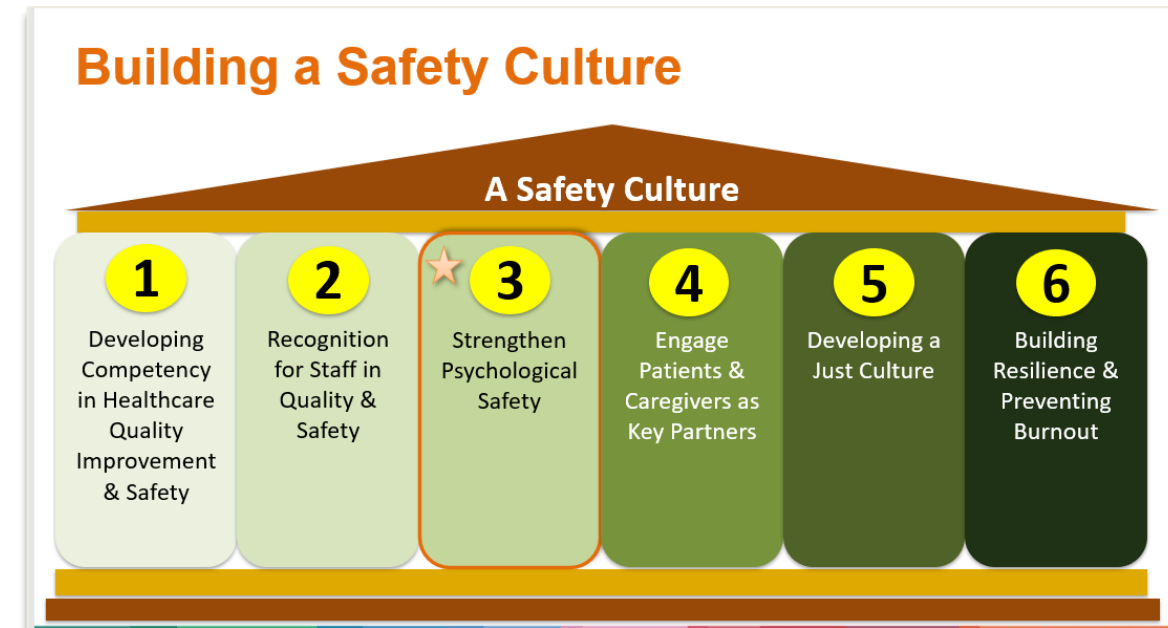 Building a Safety Culture
A Safety Culture
1
Developing
Competency
in Healthcare
Quality
Improvement
& Safety
2
Recognition
for Staff in
Quality &
Safety
3
Strengthen
Psychological
Safety
4
Engage
Patients &
Caregivers as
Key Partners
5
Developing a
Just Culture
6
Building
Resilience &
Preventing
Burnout